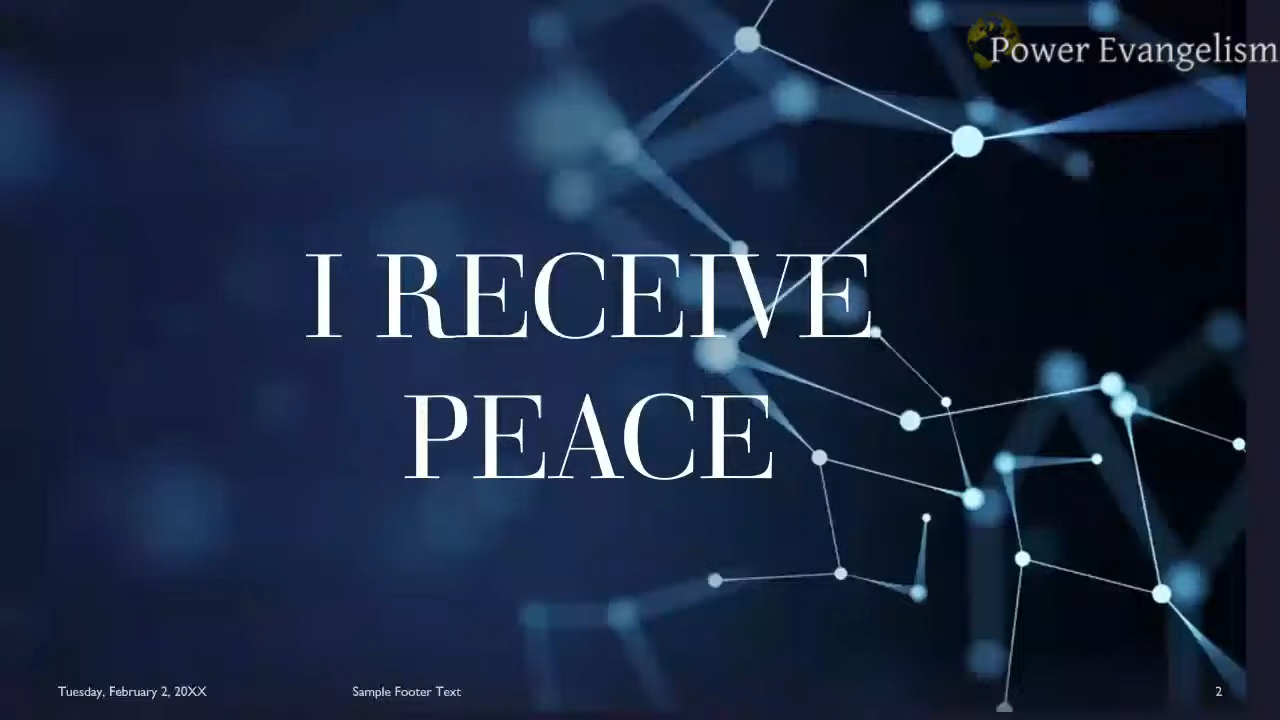 Power Evangelism
I RECEIVE
PEACE
Tuesday, February 2, 20XX
Sample Footer Text
2